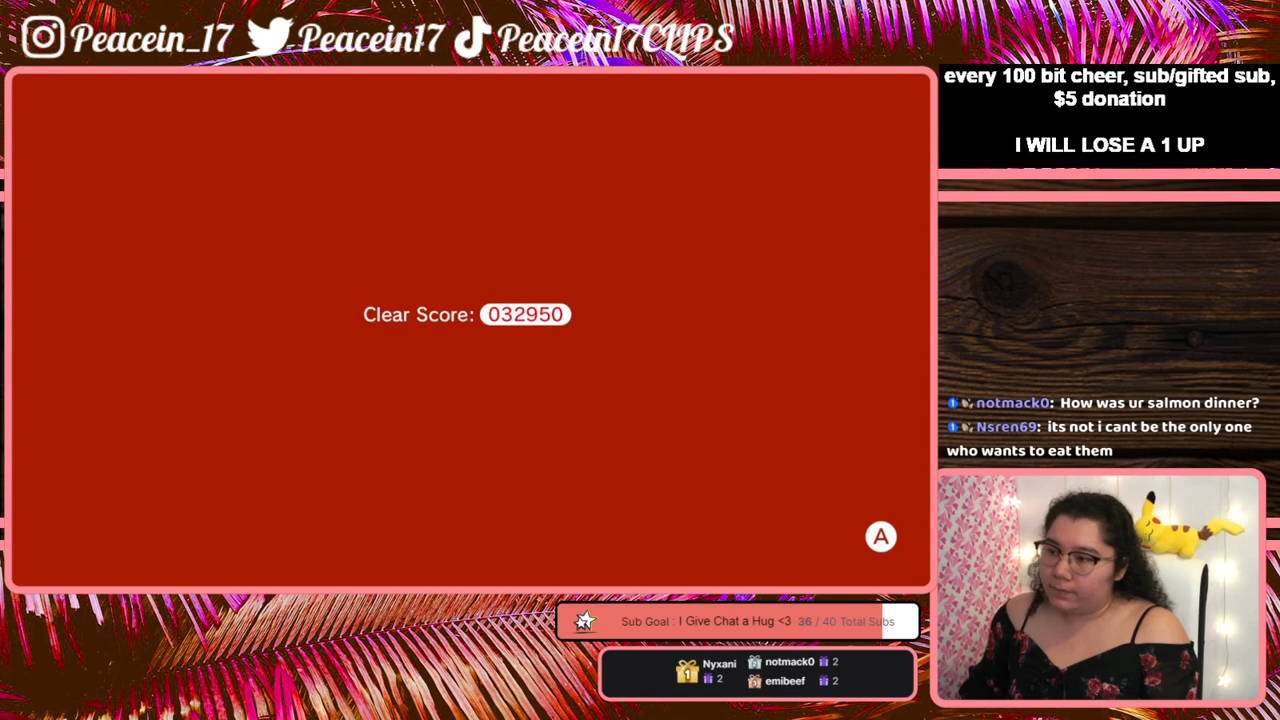 Peacein_17 Peacein17 Peacein17ClIPS
every 100 bit cheer, sub/gifted sub,
$5 donation
I WILL LOSE A 1 UP
Clear Score: 032950
A
notmack0: How was ur salmon dinner?
Nsren69: its not i cant be the only one
who wants to eat them
Sub Goal : I Give Chat a Hug <3 36 / 40 Total Subs
1 Nyxani 2
notmack0 2
emibeef 2